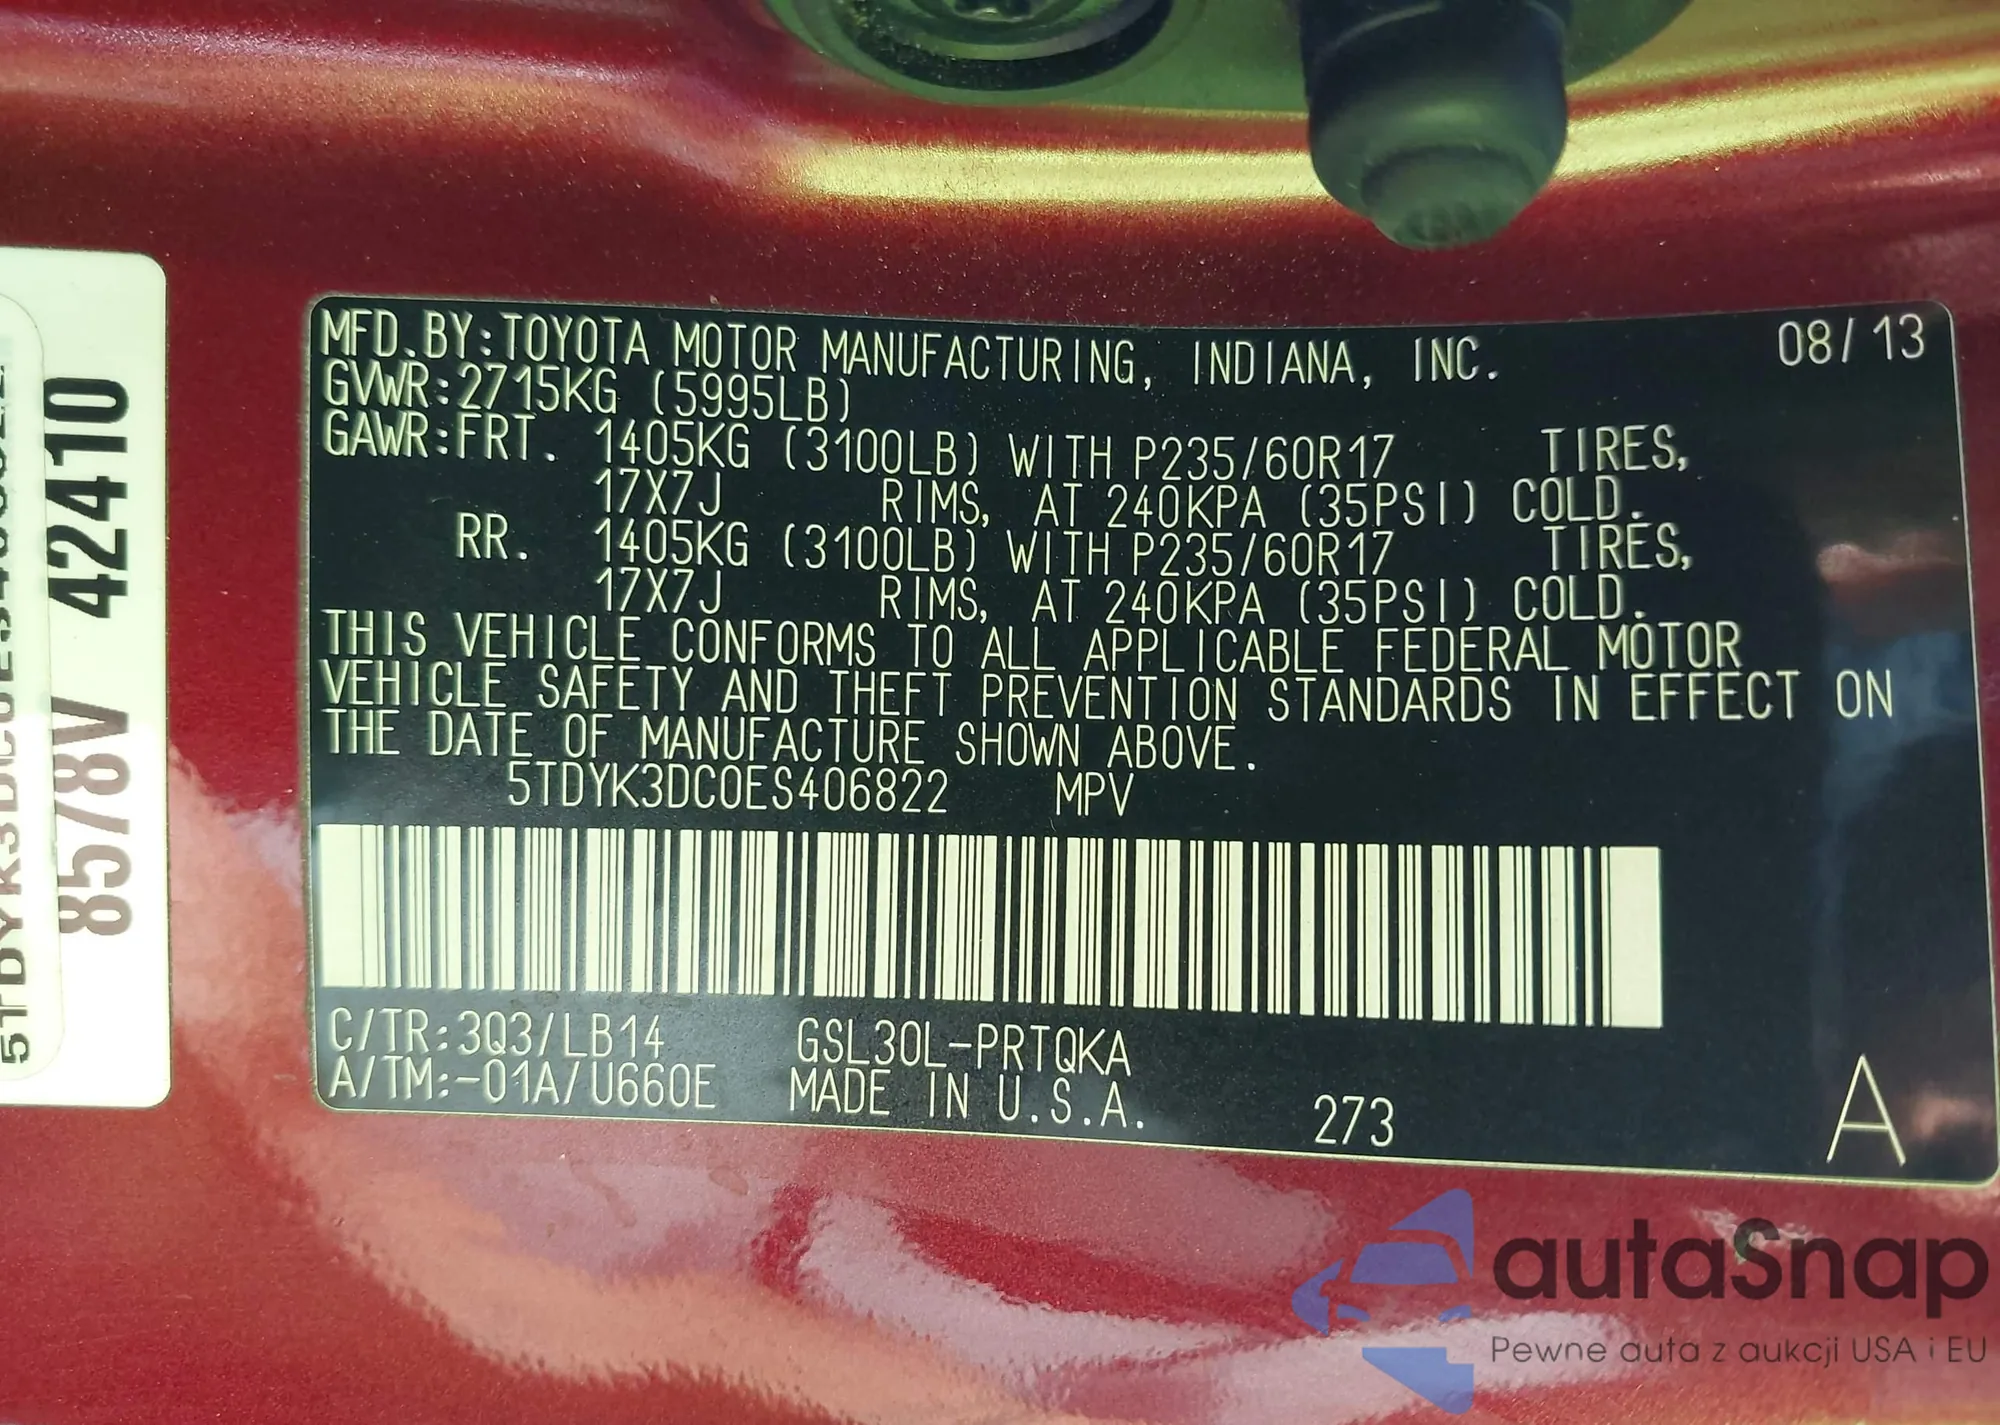 MFD.BY:TOYOTA MOTOR MANUFACTURING, INDIANA, INC. 08/13
GVWR:2715KG (5995LB)
GAWR:FRT. 1405KG (3100LB) WITH P235/60R17 TIRES,
17X7J RIMS, AT 240KPA (35PSI) COLD.
RR. 1405KG (3100LB) WITH P235/60R17 TIRES,
17X7J RIMS, AT 240KPA (35PSI) COLD.
THIS VEHICLE CONFORMS TO ALL APPLICABLE FEDERAL MOTOR
VEHICLE SAFETY AND THEFT PREVENTION STANDARDS IN EFFECT ON
THE DATE OF MANUFACTURE SHOWN ABOVE.
5TDYK3DC0ES406822 MPV
C/TR:3Q3/LB14 GSL30L-PRTQKA
A/TM:-01A/U660E MADE IN U.S.A. 273 A
8578V 42410
autaSnap
Pewne auta z aukcji USA i EU